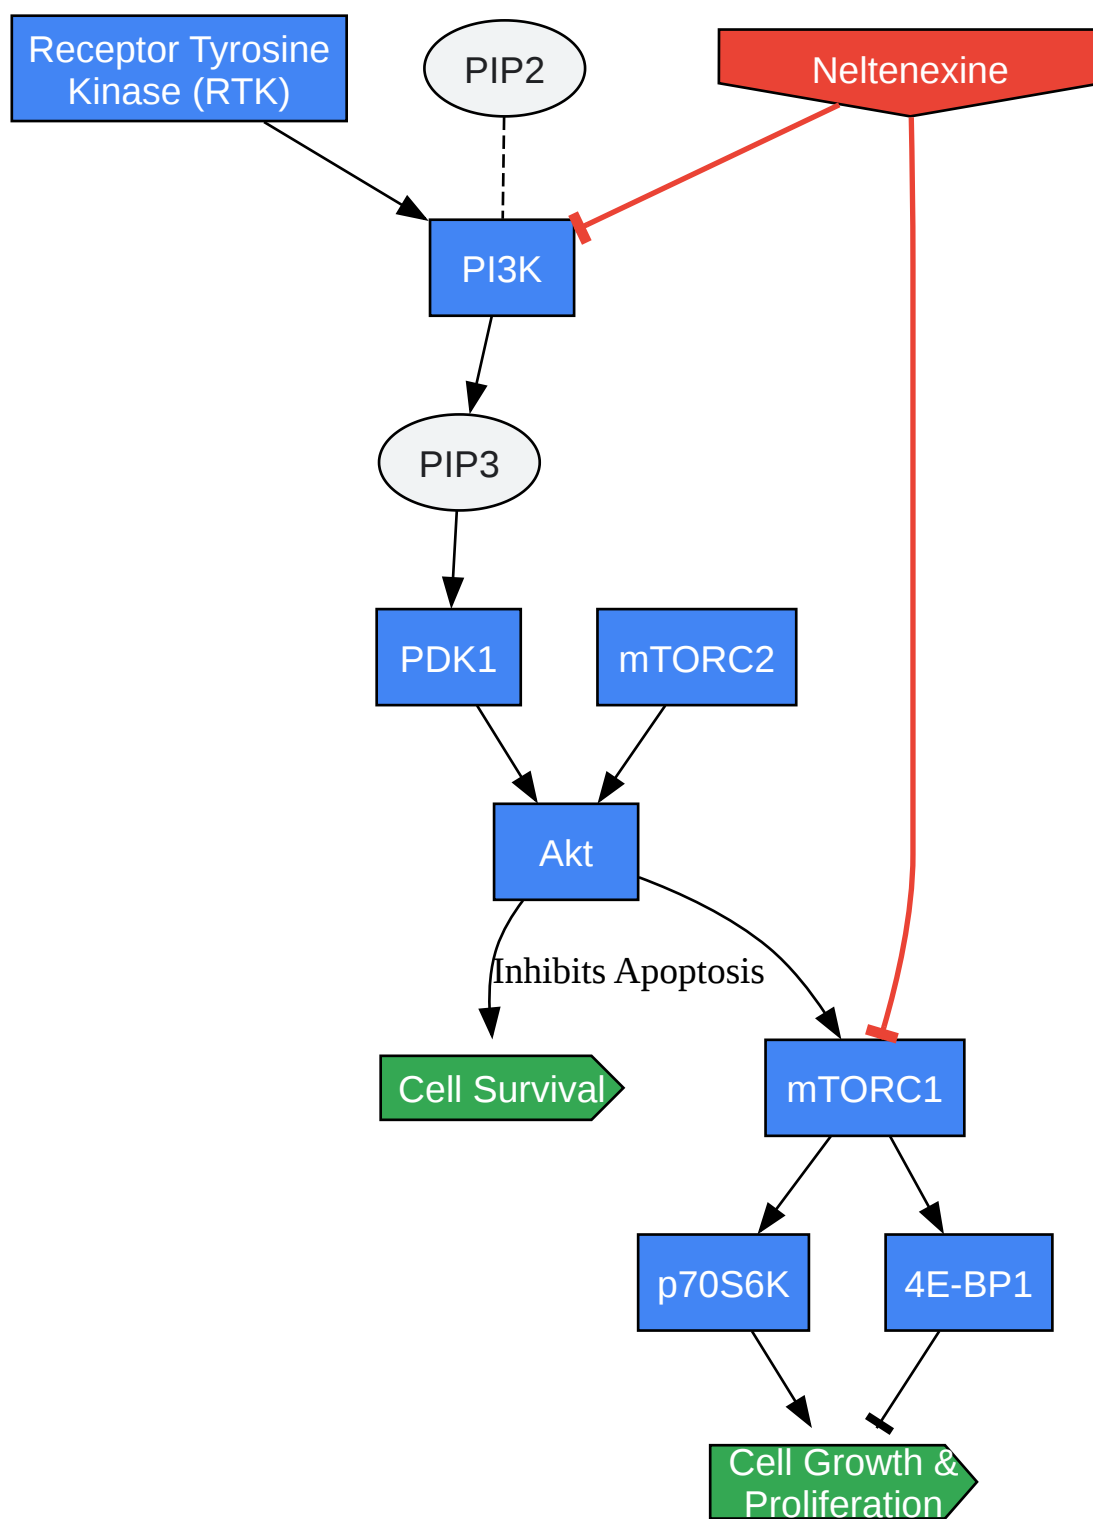 Receptor Tyrosine
Kinase (RTK)
PIP2
Neltenexine
PI3K
PIP3
PDK1
mTORC2
Akt
Inhibits Apoptosis
Cell Survival
mTORC1
p70S6K
4E-BP1
Cell Growth &
Proliferation